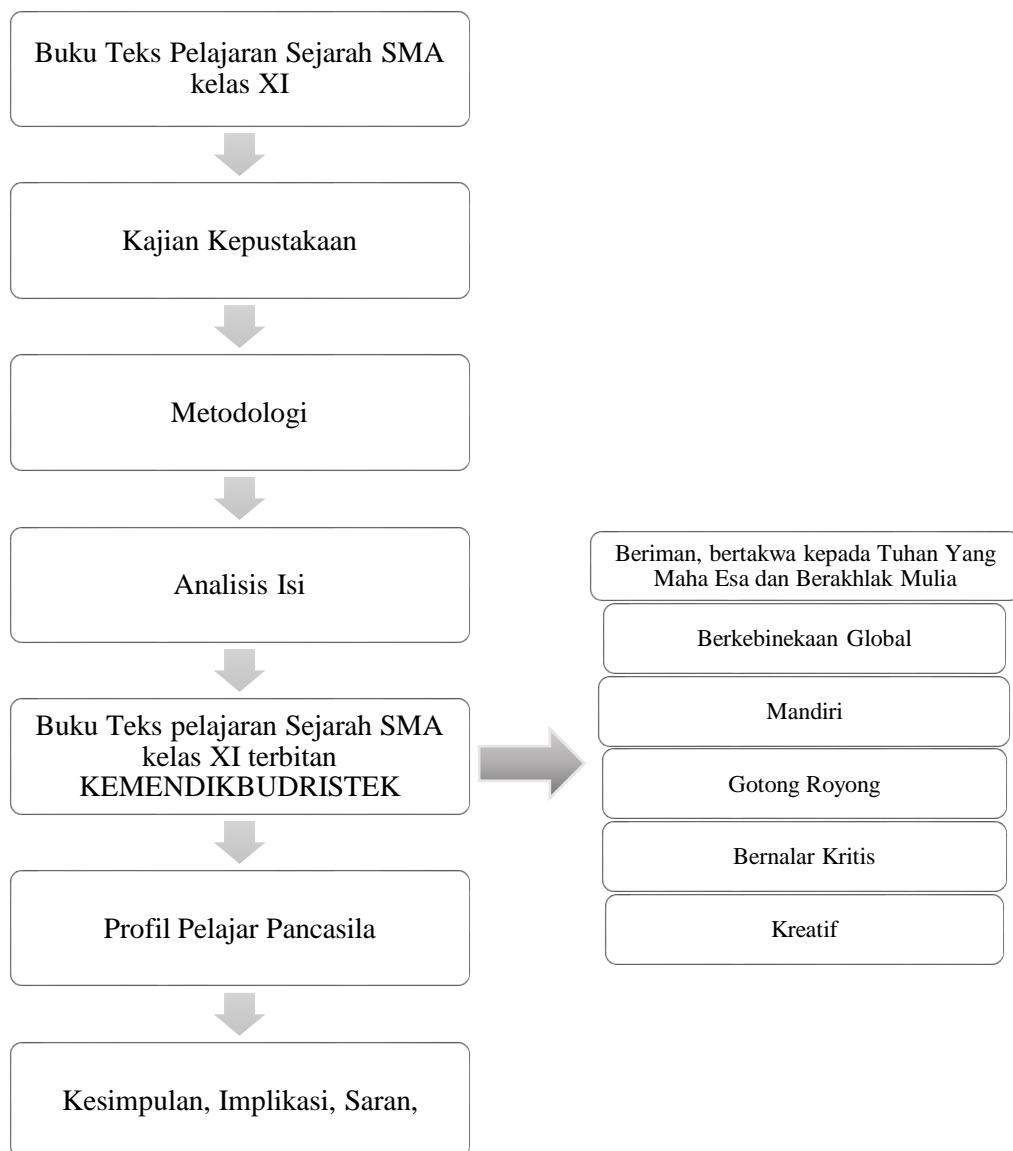 Buku Teks Pelajaran Sejarah SMA
kelas XI
Kajian Kepustakaan
Metodologi
Analisis Isi
Buku Teks pelajaran Sejarah SMA
kelas XI terbitan
KEMENDIKBUDRISTEK
Profil Pelajar Pancasila
Kesimpulan, Implikasi, Saran,
Beriman, bertakwa kepada Tuhan Yang
Maha Esa dan Berakhlak Mulia
Berkebinekaan Global
Mandiri
Gotong Royong
Bernalar Kritis
Kreatif